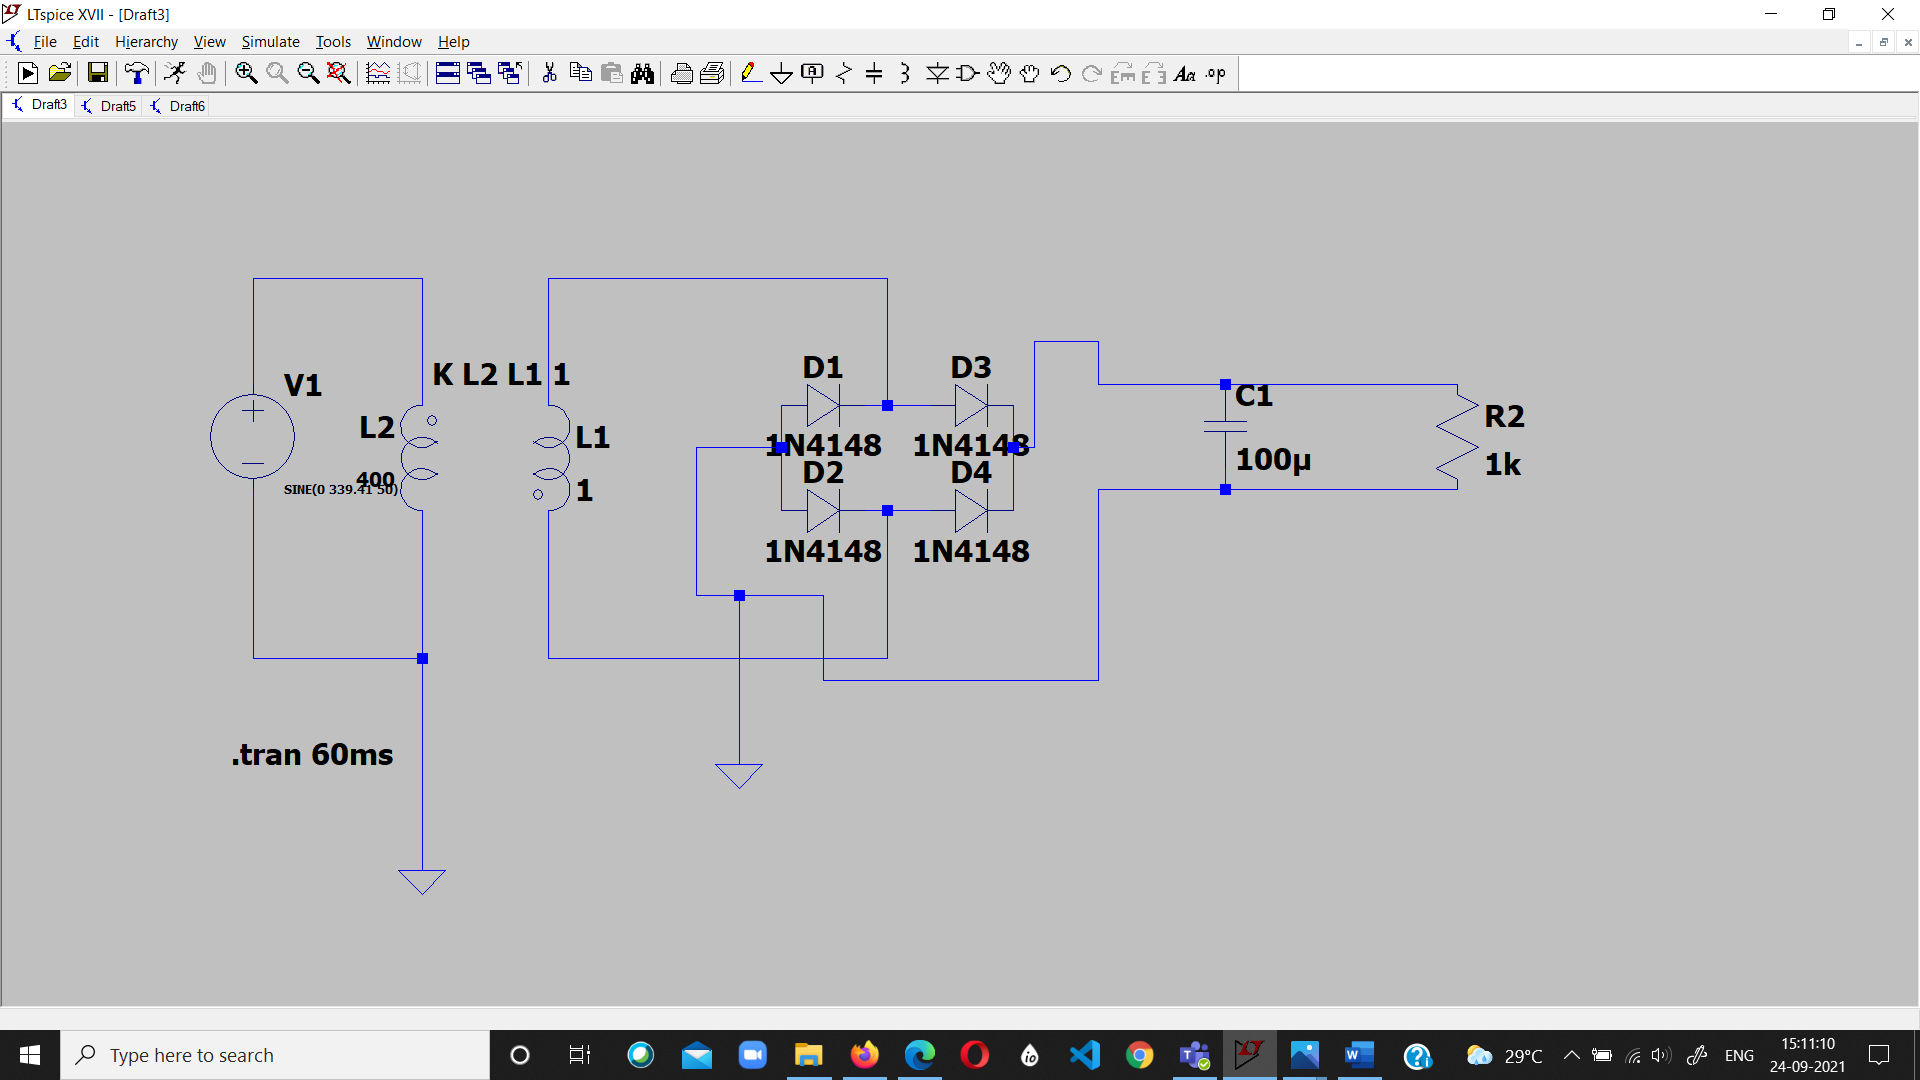 LTspice XVII - [Draft3]
File Edit Hierarchy View Simulate Tools Window Help
Draft3 Draft5 Draft6
V1
SINE(0 339.41 50)
L2
400
K L2 L1 1
L1
1
D1
1N4148
D3
1N4148
D2
1N4148
D4
1N4148
C1
100µ
R2
1k
.tran 60ms
Type here to search
29°C
ENG
15:11:10
24-09-2021